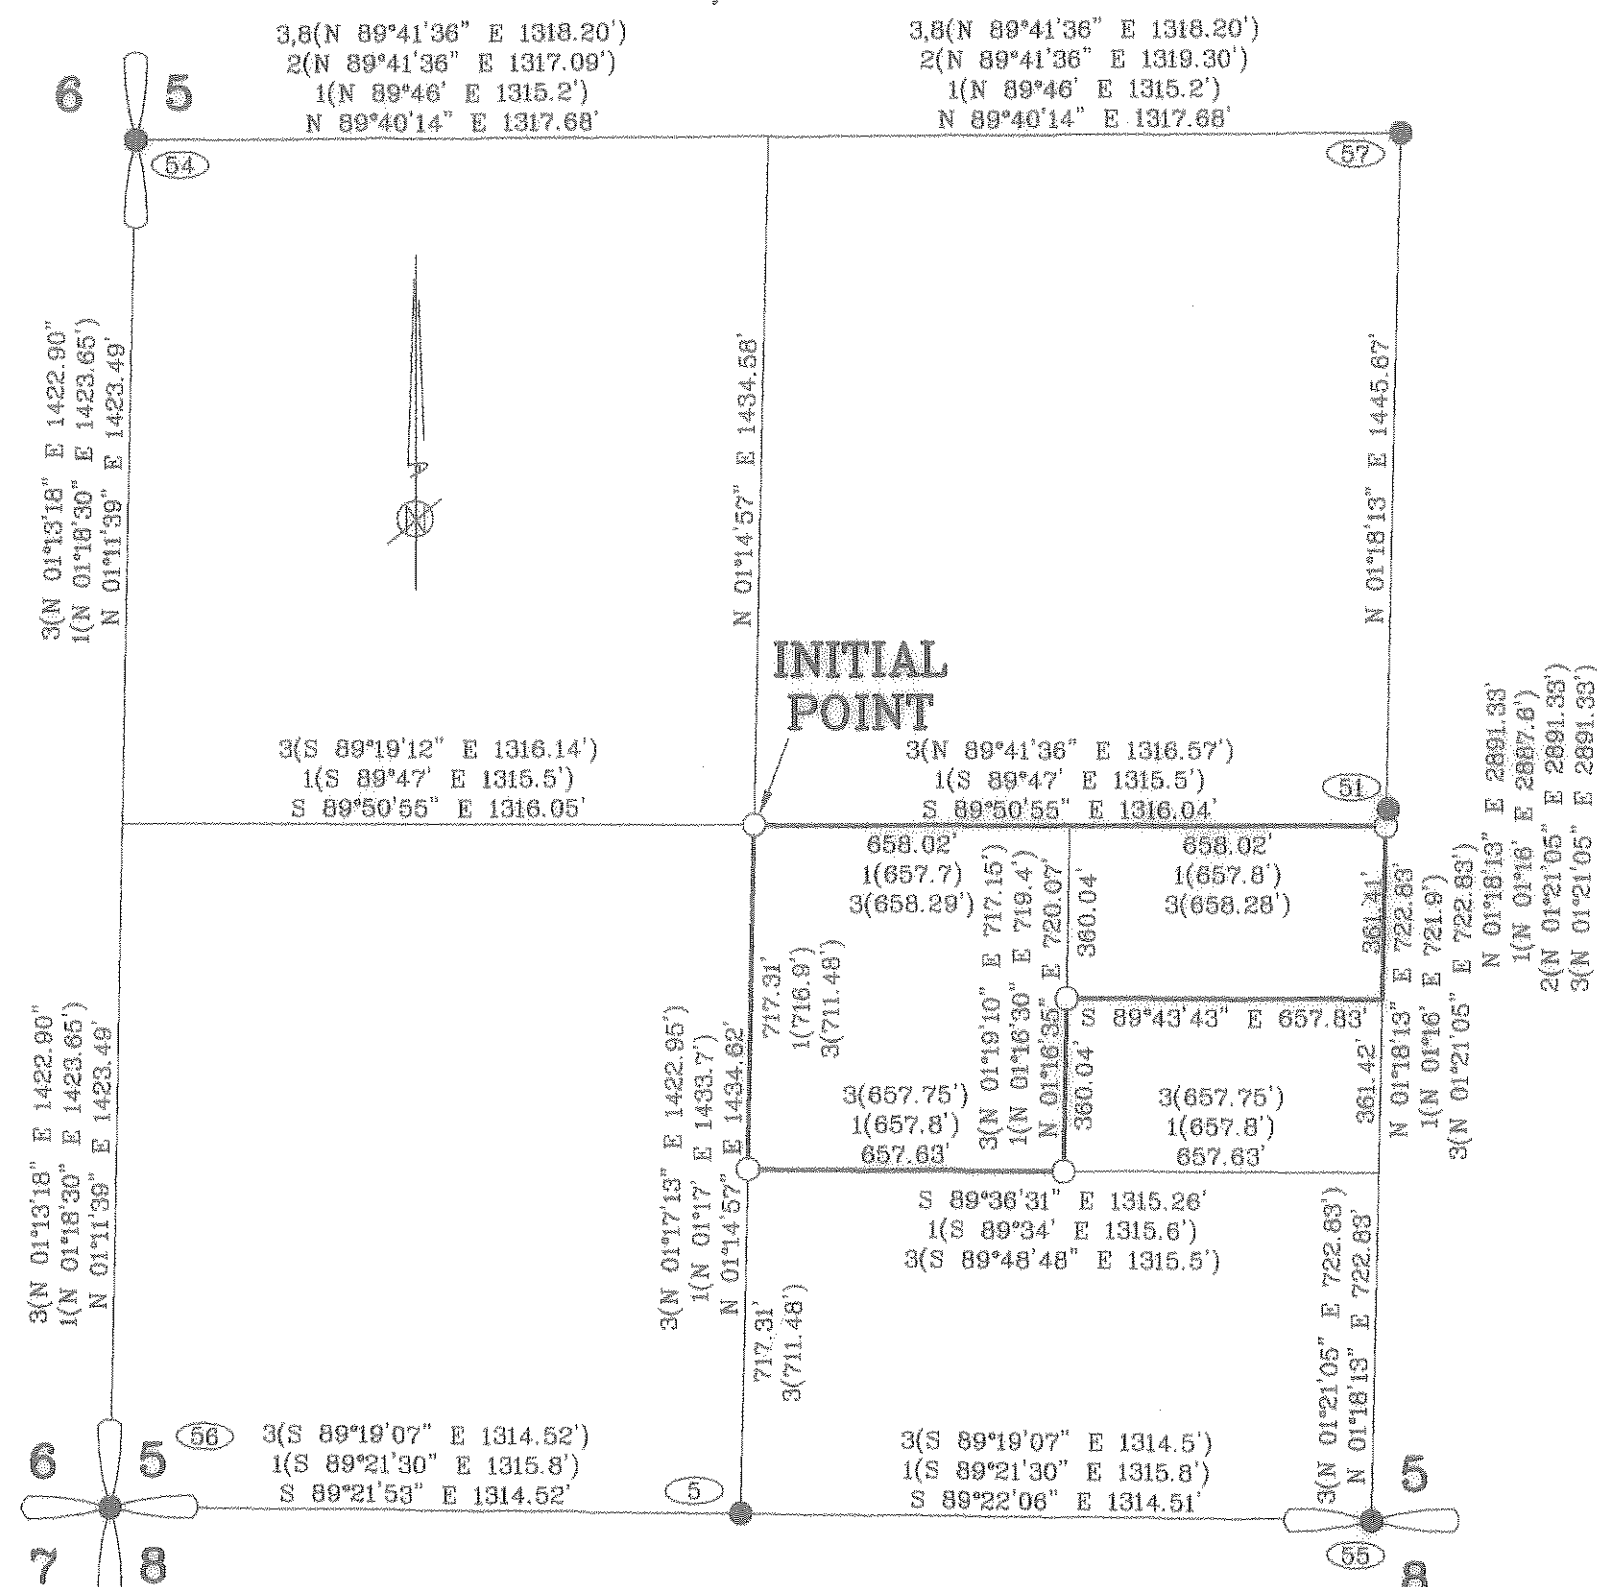 3,8(N 89°41'36" E 1318.20')
2(N 89°41'36" E 1317.09')
1(N 89°46' E 1315.2')
N 89°40'14" E 1317.68'
3,8(N 89°41'36" E 1318.20')
2(N 89°41'36" E 1319.30')
1(N 89°46' E 1315.2')
N 89°40'14" E 1317.68'
6 5
54
57
3(N 01°13'18" E 1422.90"
1(N 01°18'30" E 1423.65')
N 01°11'39" E 1423.49'
N
N 01°14'57" E 1434.58'
N 01°18'13" E 1445.67'
INITIAL
POINT
3(S 89°19'12" E 1316.14')
1(S 89°47' E 1315.5')
S 89°50'55" E 1316.05'
3(N 89°41'36" E 1316.57')
1(S 89°47' E 1315.5')
S 89°50'55" E 1316.04'
51
N 01°18'13" E 2891.33'
1(N 01°16' E 2887.6')
2(N 01°21'05" E 2891.33')
3(N 01°21'05" E 2891.33')
658.02'
1(657.7)
3(658.29')
658.02'
1(657.8')
3(658.28')
717.31'
1(716.9')
3(711.48')
3(N 01°19'10" E 717.15')
1(N 01°16'30" E 719.4')
N 01°16'35" E 720.07'
360.04'
360.04'
361.41'
361.42'
N 01°18'13" E 722.83'
1(N 01°16' E 721.9')
3(N 01°21'05" E 722.83')
S 89°43'43" E 657.83'
3(657.75')
1(657.8')
657.63'
3(657.75')
1(657.8')
657.63'
3(N 01°13'18" E 1422.90"
1(N 01°18'30" E 1423.65')
N 01°11'39" E 1423.49'
3(N 01°17'13" E 1422.95')
1(N 01°17' E 1433.7')
N 01°14'57" E 1434.62'
S 89°36'31" E 1315.26'
1(S 89°34' E 1315.6')
3(S 89°48'48" E 1315.5')
717.31'
3(711.48')
3(N 01°21'05" E 722.83')
N 01°18'13" E 722.83'
6 5
56
3(S 89°19'07" E 1314.52')
1(S 89°21'30" E 1315.8')
S 89°21'53" E 1314.52'
5
3(S 89°19'07" E 1314.5')
1(S 89°21'30" E 1315.8')
S 89°22'06" E 1314.51'
5
55
7 8
8